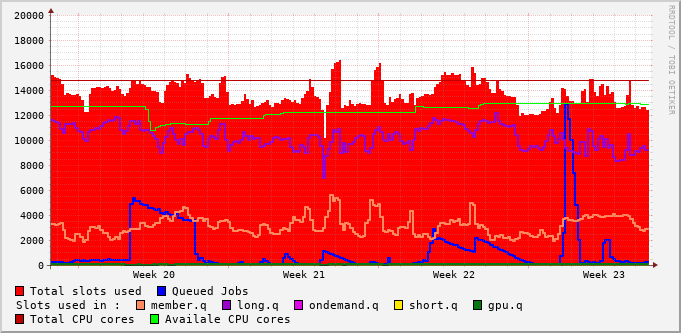 RRDTOOL / TOBI OETIKER
20000
18000
16000
14000
12000
10000
8000
6000
4000
2000
0
Week 20 Week 21 Week 22 Week 23
Total slots used Queued Jobs
Slots used in : member.q long.q ondemand.q short.q gpu.q
Total CPU cores Availale CPU cores